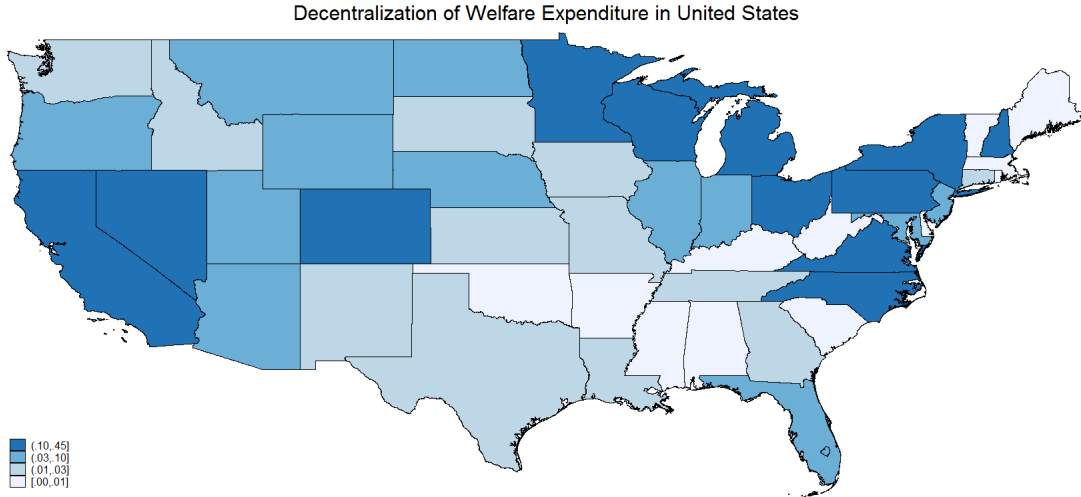 Decentralization of Welfare Expenditure in United States
(.10,.45]
(.03,.10]
(.01,.03]
[.00,.01]